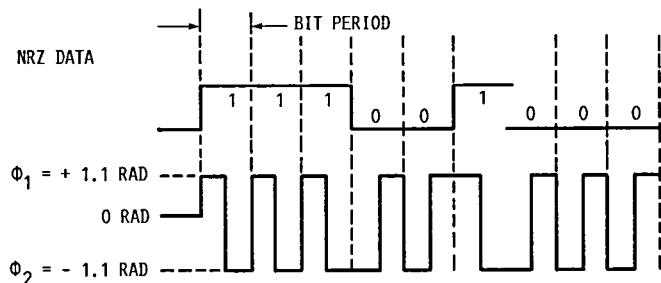 BIT PERIOD
NRZ DATA
1 1 1 0 0 1 0 0 0
Φ1 = + 1.1 RAD
0 RAD
Φ2 = - 1.1 RAD